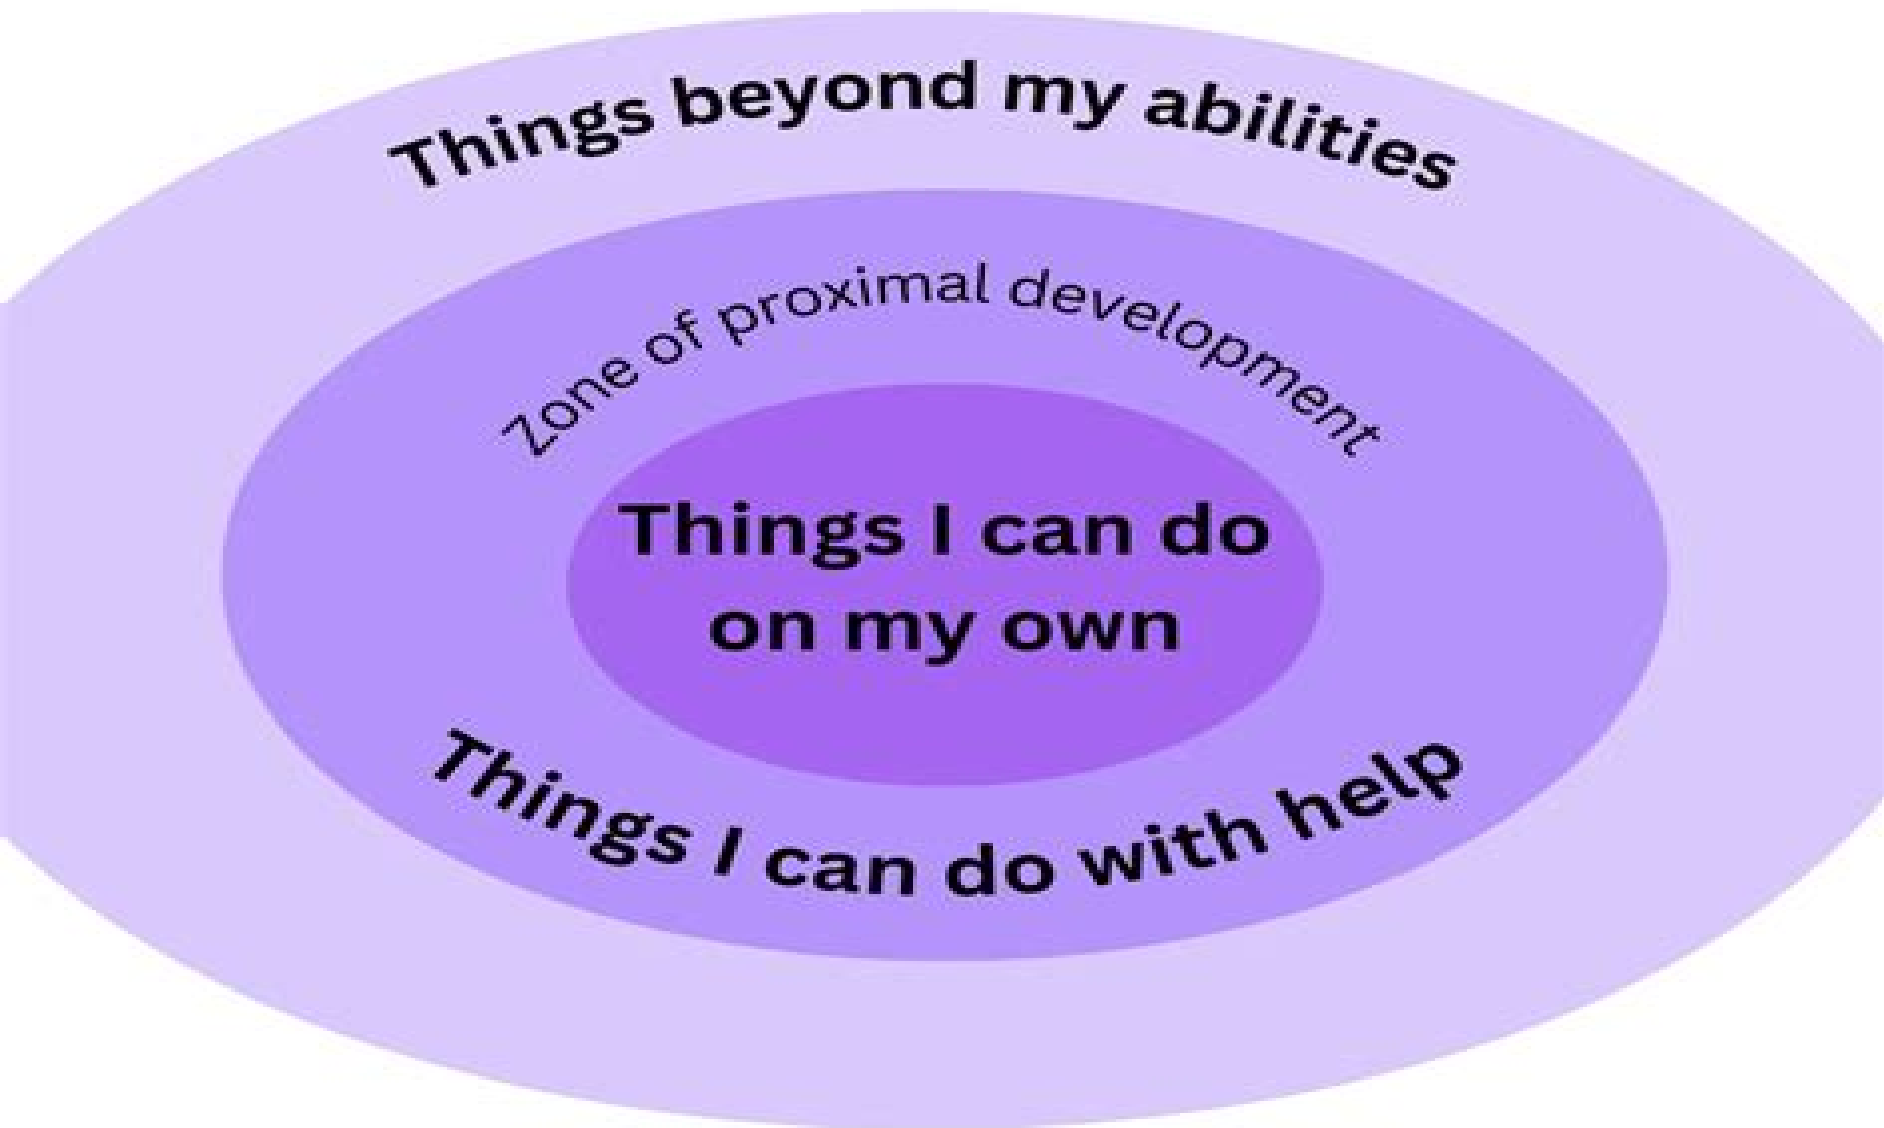 Things beyond my abilities
Zone of proximal development
Things I can do
on my own
Things I can do with help